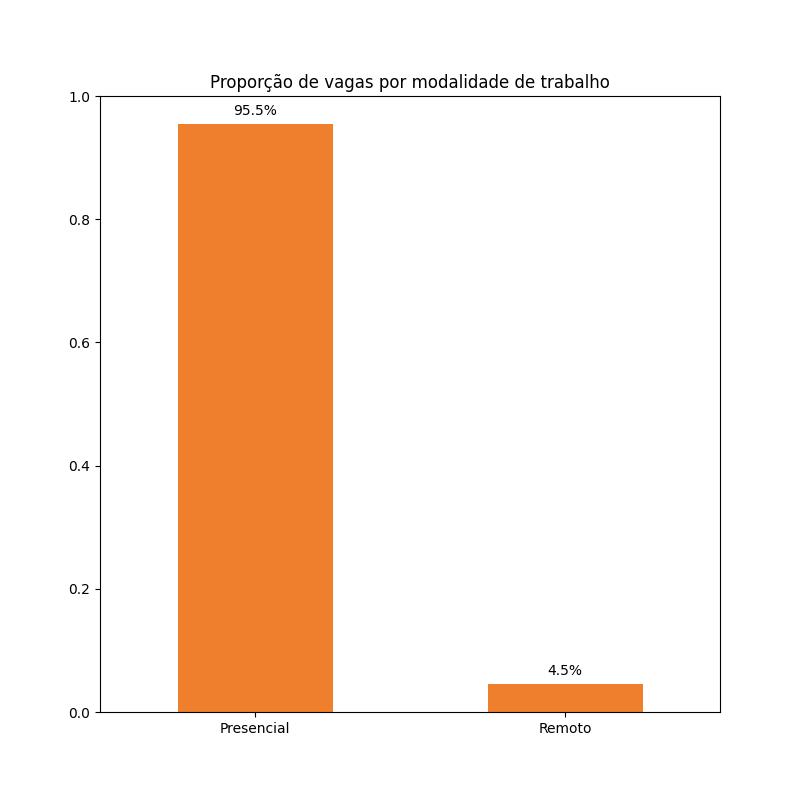 Proporção de vagas por modalidade de trabalho
1.0
95.5%
0.8
0.6
0.4
0.2
4.5%
0.0
Presencial
Remoto